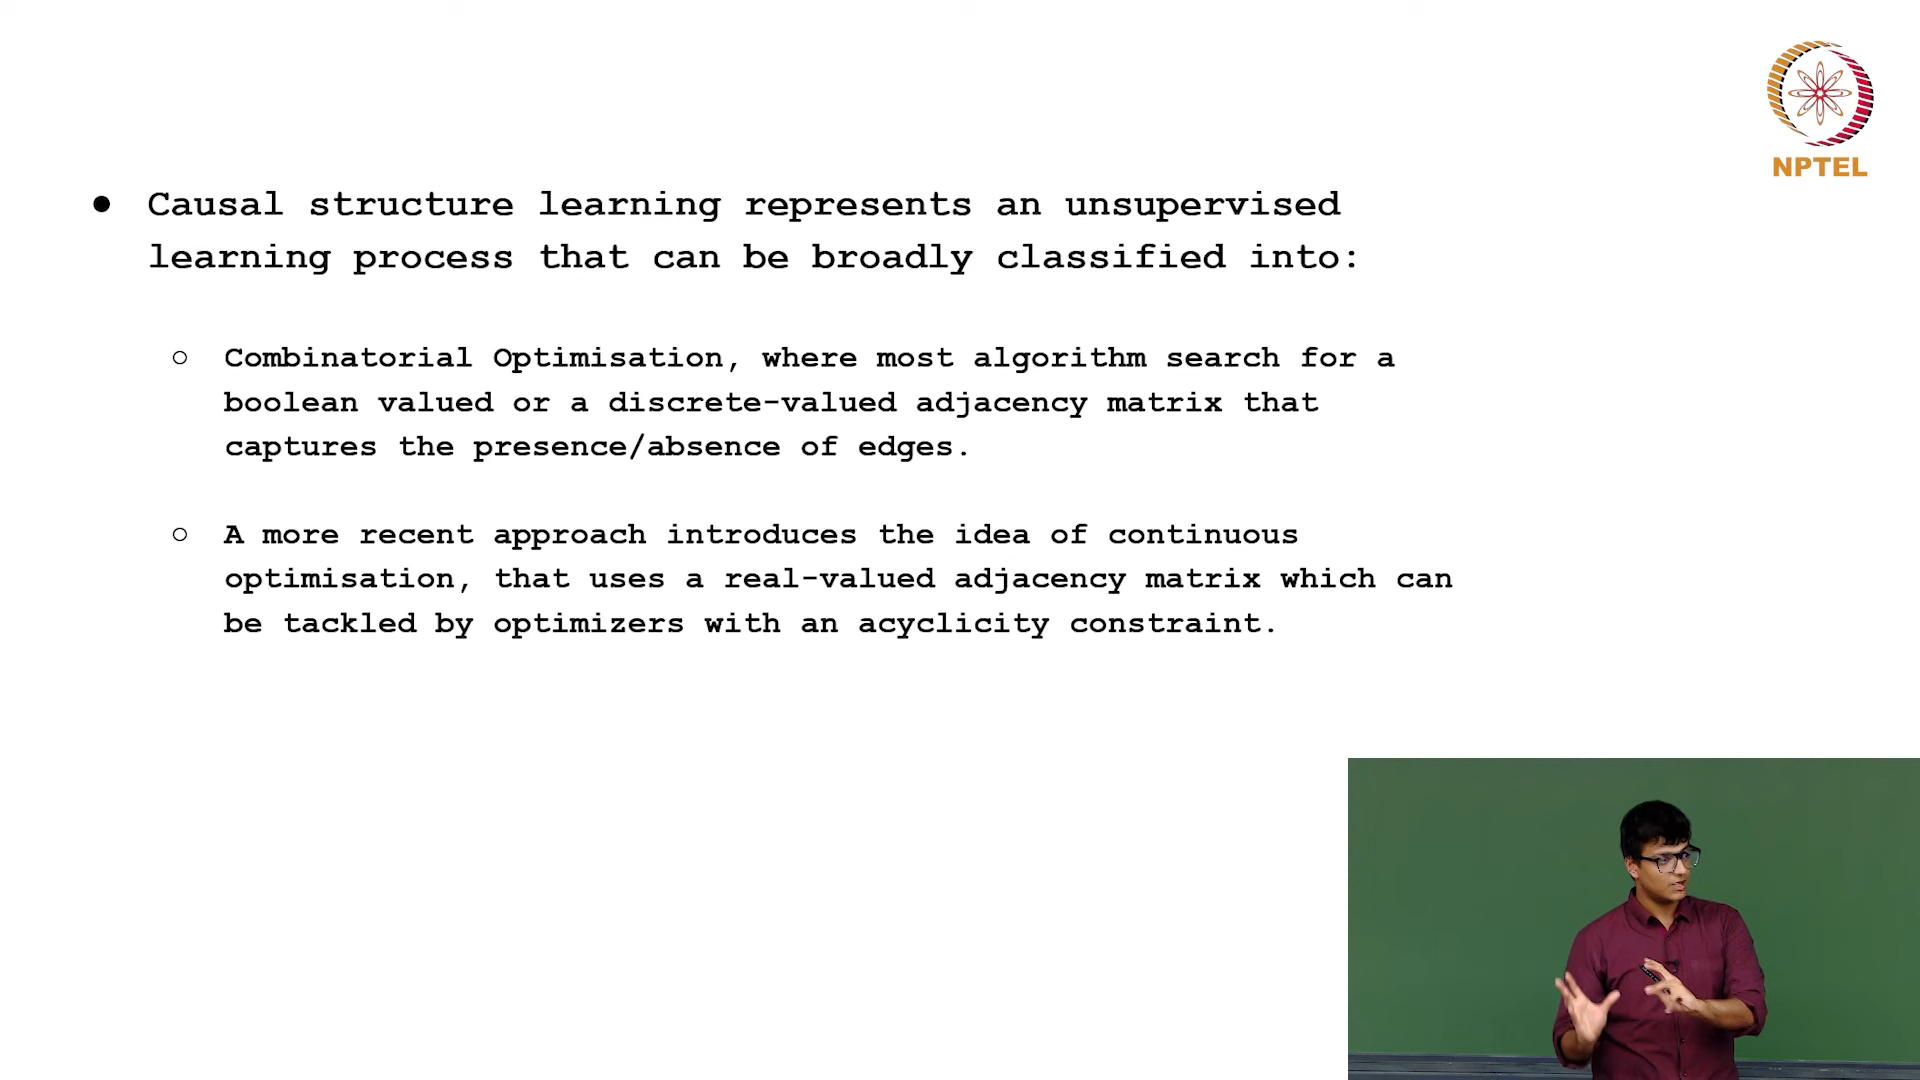 NPTEL
● Causal structure learning represents an unsupervised
learning process that can be broadly classified into:
○ Combinatorial Optimisation, where most algorithm search for a
boolean valued or a discrete-valued adjacency matrix that
captures the presence/absence of edges.
○ A more recent approach introduces the idea of continuous
optimisation, that uses a real-valued adjacency matrix which can
be tackled by optimizers with an acyclicity constraint.